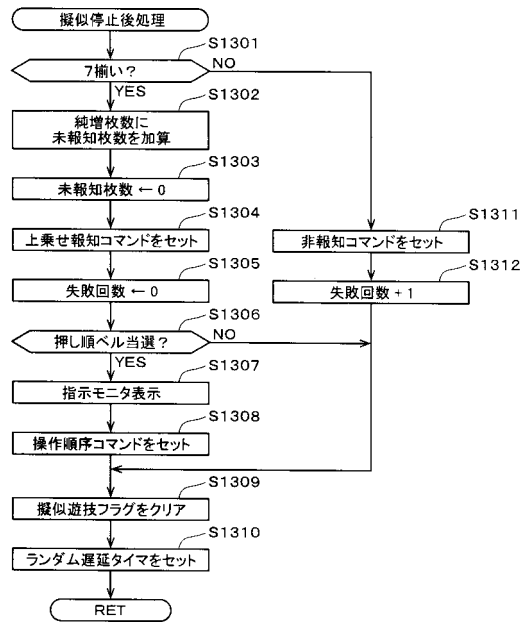 擬似停止後処理
S1301
7揃い?
NO
YES
S1302
純増枚数に
未報知枚数を加算
S1303
未報知枚数 ← 0
S1304
上乗せ報知コマンドをセット
S1311
非報知コマンドをセット
S1305
失敗回数 ← 0
S1312
失敗回数 + 1
S1306
押し順ベル当選?
NO
YES
S1307
指示モニタ表示
S1308
操作順序コマンドをセット
S1309
擬似遊技フラグをクリア
S1310
ランダム遅延タイマをセット
RET